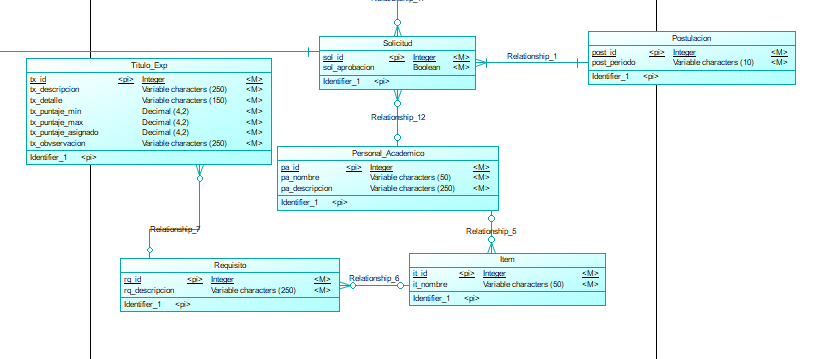 Solicitud
sol_id <pi> Integer <M>
sol_aprobacion Boolean <M>
Identifier_1 <pi>
Relationship_1
Postulacion
post_id <pi> Integer <M>
post_periodo Variable characters (10) <M>
Identifier_1 <pi>
Titulo_Exp
tx_id <pi> Integer <M>
tx_descripcion Variable characters (250) <M>
tx_detalle Variable characters (150) <M>
tx_puntaje_min Decimal (4,2) <M>
tx_puntaje_max Decimal (4,2) <M>
tx_puntaje_asignado Decimal (4,2) <M>
tx_obvservacion Variable characters (250) <M>
Identifier_1 <pi>
Relationship_12
Personal_Academico
pa_id <pi> Integer <M>
pa_nombre Variable characters (50) <M>
pa_descripcion Variable characters (250) <M>
Identifier_1 <pi>
Relationship_7
Relationship_5
Requisito
rq_id <pi> Integer <M>
rq_descripcion Variable characters (250) <M>
Identifier_1 <pi>
Relationship_6
Item
it_id <pi> Integer <M>
it_nombre Variable characters (50) <M>
Identifier_1 <pi>